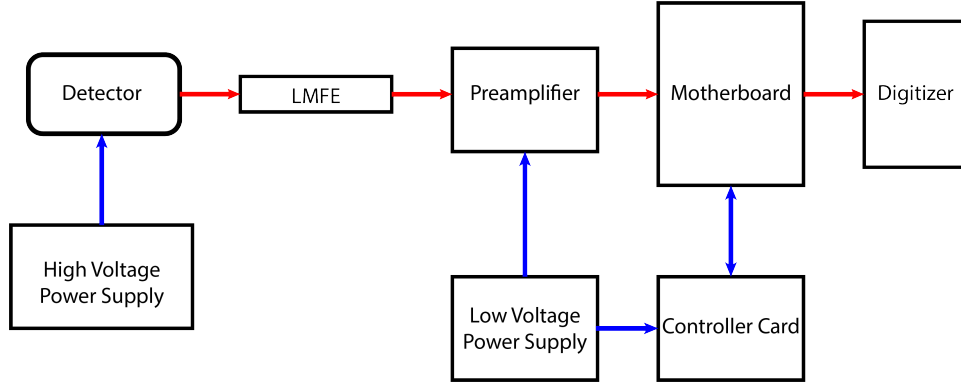 Detector
LMFE
Preamplifier
Motherboard
Digitizer
High Voltage
Power Supply
Low Voltage
Power Supply
Controller Card